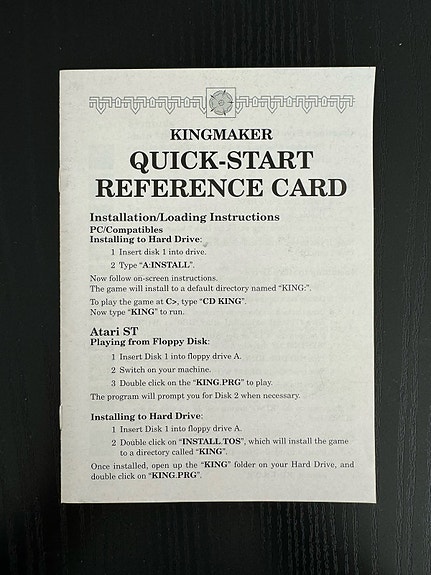 KINGMAKER
QUICK-START
REFERENCE CARD
Installation/Loading Instructions
PC/Compatibles
Installing to Hard Drive:
1 Insert disk 1 into drive.
2 Type “A:INSTALL”.
Now follow on-screen instructions.
The game will install to a default directory named “KING:”.
To play the game at C>, type “CD KING”.
Now type “KING” to run.
Atari ST
Playing from Floppy Disk:
1 Insert Disk 1 into floppy drive A.
2 Switch on your machine.
3 Double click on the “KING.PRG” to play.
The program will prompt you for Disk 2 when necessary.
Installing to Hard Drive:
1 Insert Disk 1 into floppy drive A.
2 Double click on “INSTALL.TOS”, which will install the game
to a directory called “KING”.
Once installed, open up the “KING” folder on your Hard Drive, and
double click on “KING.PRG”.